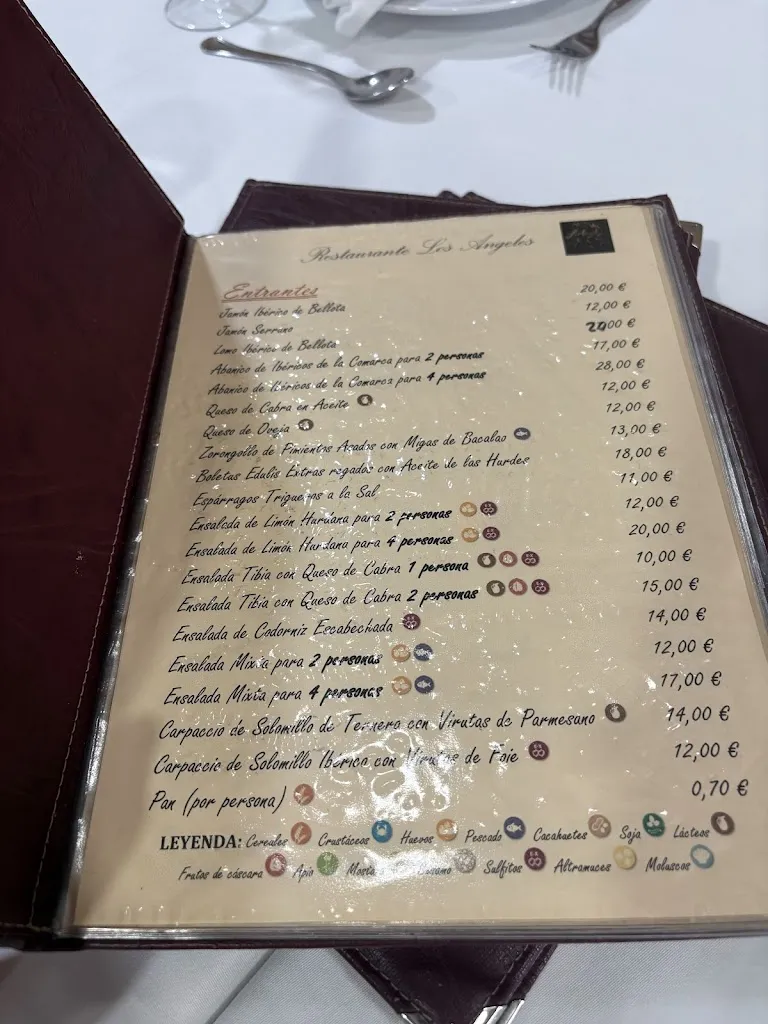 Restaurante Los Angeles
Entrantes
Jamón Ibérico de Bellota 20,00 €
Jamón Serrano 12,00 €
Lomo Ibérico de Bellota 20,00 €
Abanico de Ibéricos de la Comarca para 2 personas 17,00 €
Abanico de Ibéricos de la Comarca para 4 personas 28,00 €
Queso de Cabra en Aceite 12,00 €
Queso de Oveja 12,00 €
Zorongollo de Pimientos Asados con Migas de Bacalao 13,00 €
Boletus Edulis Extras regados con Aceite de las Hurdes 18,00 €
Espárragos Trigueros a la Sal 11,00 €
Ensalada de Limón Hurdana para 2 personas 12,00 €
Ensalada de Limón Hurdana para 4 personas 20,00 €
Ensalada Tibia con Queso de Cabra 1 persona 10,00 €
Ensalada Tibia con Queso de Cabra 2 personas 15,00 €
Ensalada de Codorniz Escabechada 14,00 €
Ensalada Mixta para 2 personas 12,00 €
Ensalada Mixta para 4 personas 17,00 €
Carpaccio de Solomillo de Ternera con Virutas de Parmesano 14,00 €
Carpaccio de Solomillo Ibérico con Virutas de Foie 12,00 €
Pan (por persona) 0,70 €
LEYENDA: Cereales Crustáceos Huevos Pescado Cacahuetes Soja Lácteos
Frutos de cáscara Apio Sulfitos Altramuces Moluscos